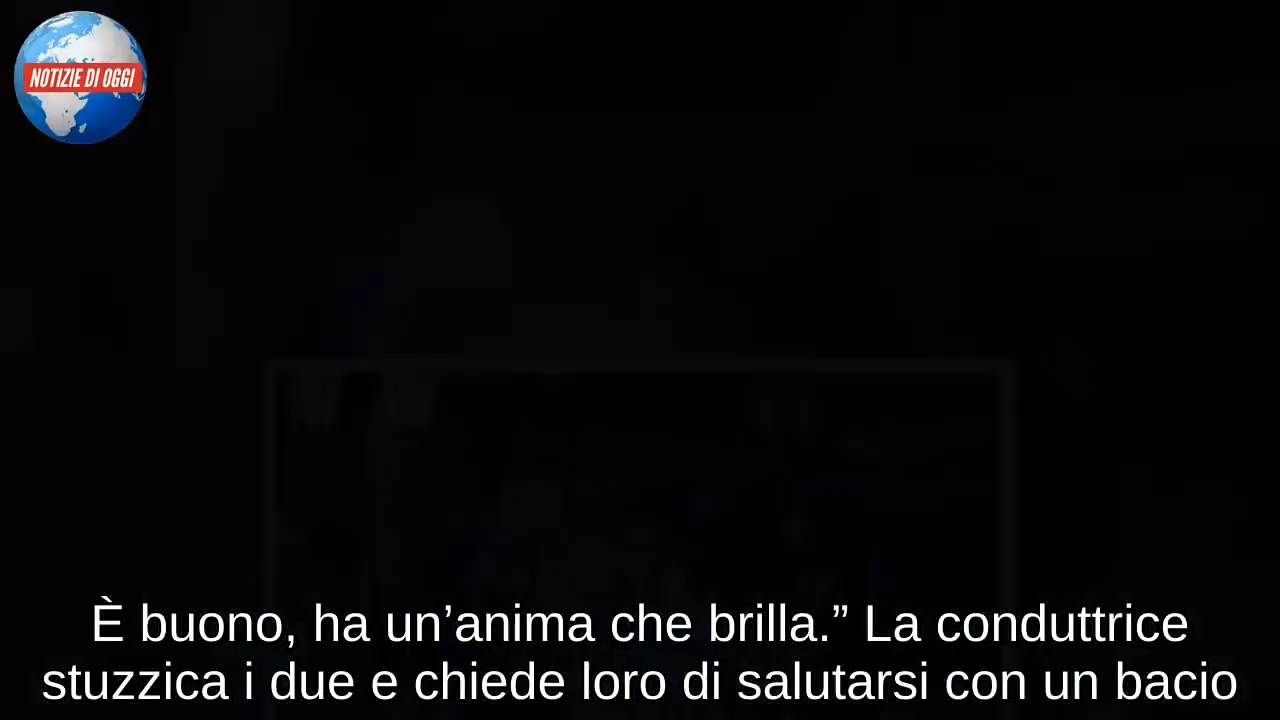 NOTIZIE DI OGGI
È buono, ha un’anima che brilla.” La conduttrice
stuzzica i due e chiede loro di salutarsi con un bacio